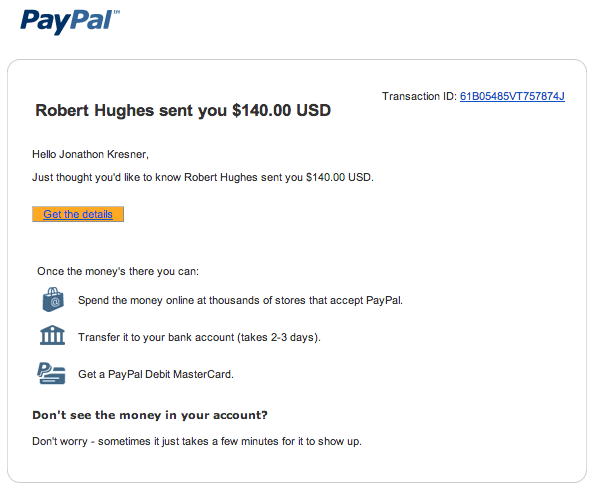 PayPal™
Transaction ID: 61B05485VT757874J
Robert Hughes sent you $140.00 USD
Hello Jonathon Kresner,
Just thought you'd like to know Robert Hughes sent you $140.00 USD.
Get the details
Once the money's there you can:
Spend the money online at thousands of stores that accept PayPal.
Transfer it to your bank account (takes 2-3 days).
Get a PayPal Debit MasterCard.
Don't see the money in your account?
Don't worry - sometimes it just takes a few minutes for it to show up.